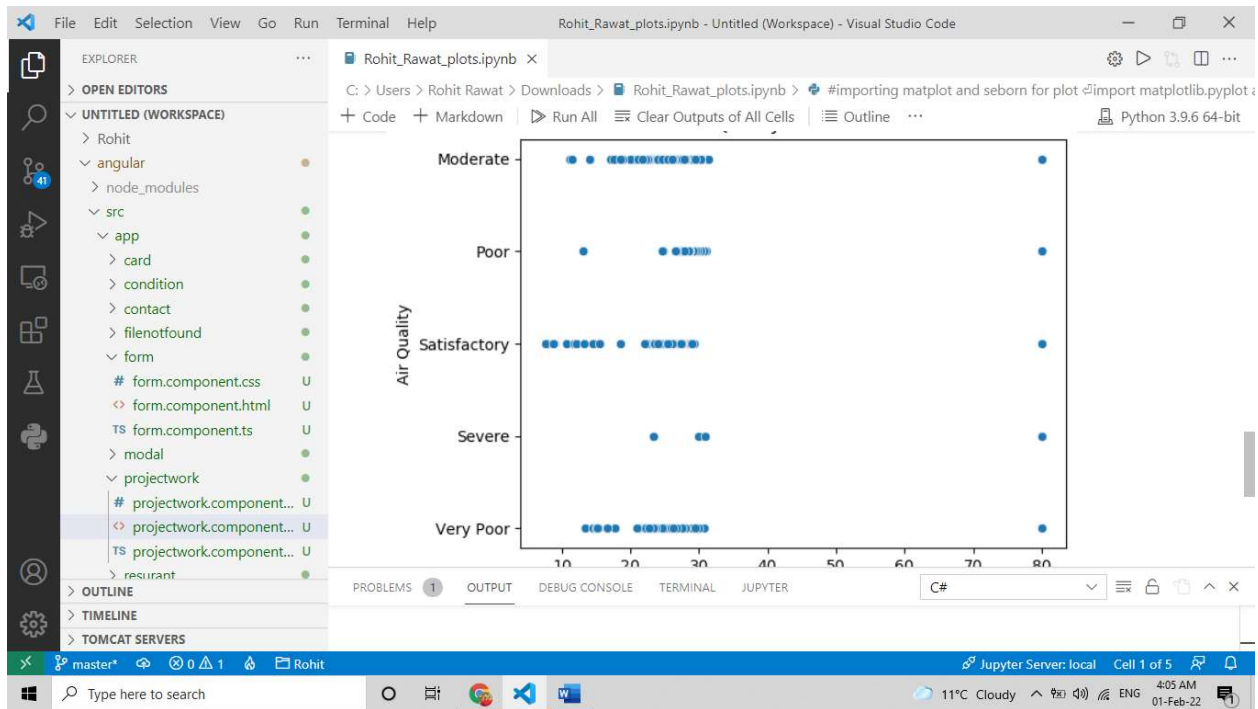 File Edit Selection View Go Run Terminal Help Rohit_Rawat_plots.ipynb - Untitled (Workspace) - Visual Studio Code
EXPLORER ...
Rohit_Rawat_plots.ipynb
> OPEN EDITORS
C: > Users > Rohit Rawat > Downloads > Rohit_Rawat_plots.ipynb > #importing matplot and seborn for plot import matplotlib.pyplot
UNTITLED (WORKSPACE)
+ Code + Markdown Run All Clear Outputs of All Cells Outline ... Python 3.9.6 64-bit
> Rohit
angular
> node_modules
src
app
> card
> condition
> contact
> filenotfound
form
# form.component.css U
<> form.component.html U
TS form.component.ts U
> modal
projectwork
# projectwork.component... U
<> projectwork.component... U
TS projectwork.component... U
> resurant
> OUTLINE
> TIMELINE
> TOMCAT SERVERS
41
Moderate
Poor
Satisfactory
Severe
Very Poor
Air Quality
10 20 30 40 50 60 70 80
PROBLEMS 1 OUTPUT DEBUG CONSOLE TERMINAL JUPYTER C#
master* 0 1 Rohit Jupyter Server: local Cell 1 of 5
Type here to search 11°C Cloudy ENG 4:05 AM
01-Feb-22 1